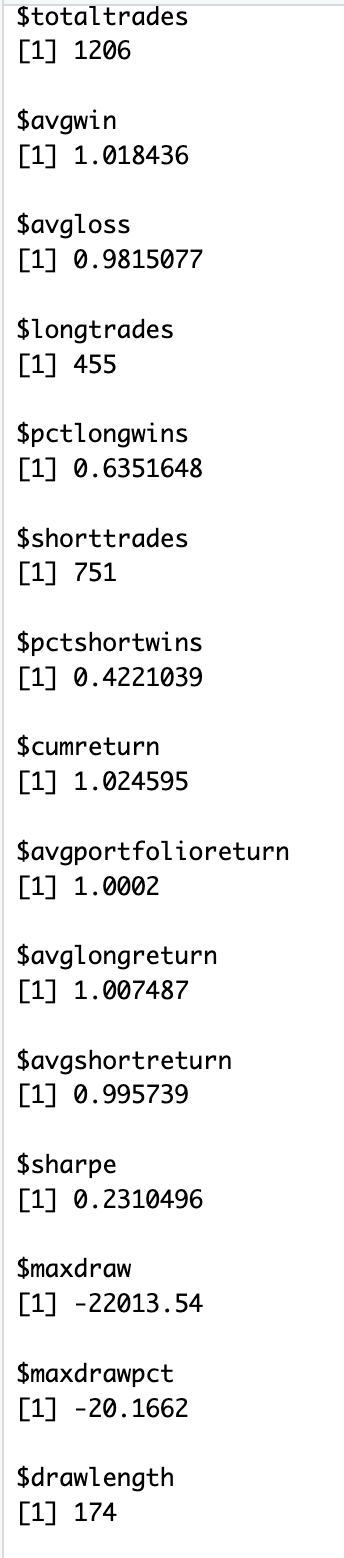 $totaltrades
[1] 1206
$avgwin
[1] 1.018436
$avgloss
[1] 0.9815077
$longtrades
[1] 455
$pctlongwins
[1] 0.6351648
$shorttrades
[1] 751
$pctshortwins
[1] 0.4221039
$cumreturn
[1] 1.024595
$avgportfolioreturn
[1] 1.0002
$avglongreturn
[1] 1.007487
$avgshortreturn
[1] 0.995739
$sharpe
[1] 0.2310496
$maxdraw
[1] -22013.54
$maxdrawpct
[1] -20.1662
$drawlength
[1] 174